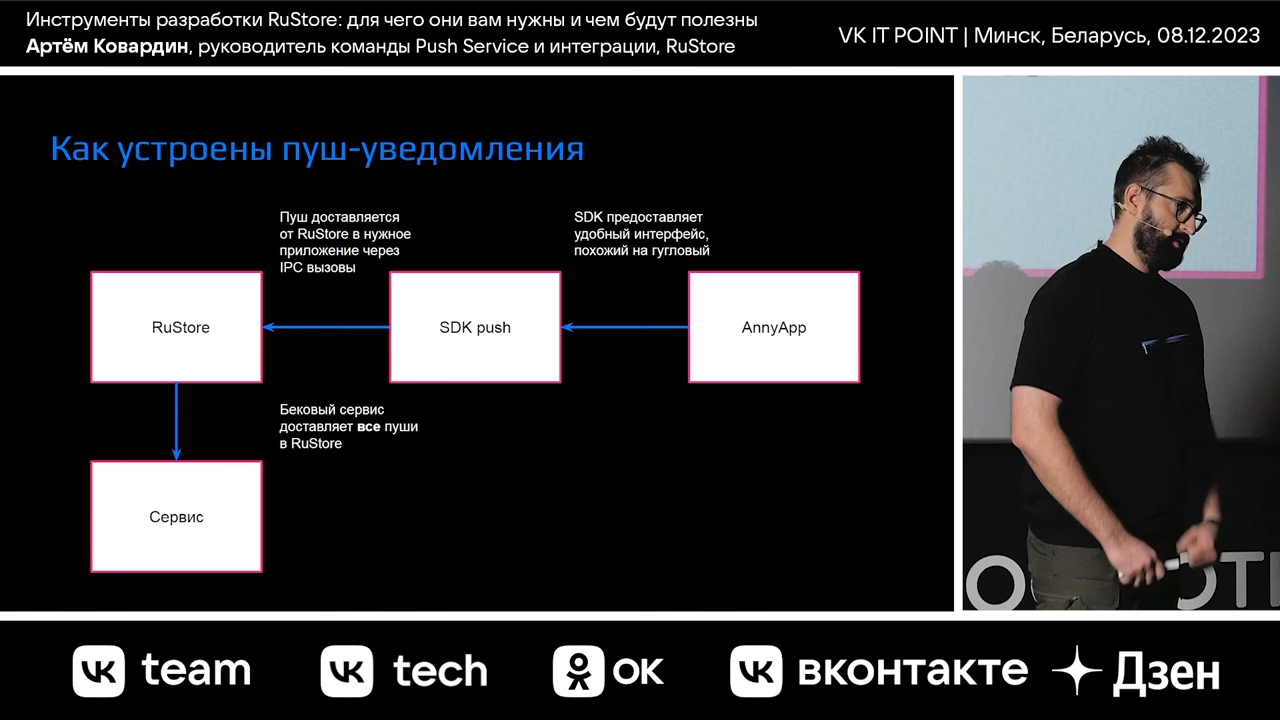 Инструменты разработки RuStore: для чего они вам нужны и чем будут полезны
Артём Ковардин, руководитель команды Push Service и интеграции, RuStore
VK IT POINT | Минск, Беларусь, 08.12.2023
Как устроены пуш-уведомления
Пуш доставляется
от RuStore в нужное
приложение через
IPC вызовы
SDK предоставляет
удобный интерфейс,
похожий на гугловый
RuStore
SDK push
AnnyApp
Бековый сервис
доставляет все пуши
в RuStore
Сервис
team
tech
ок
вконтакте
Дзен